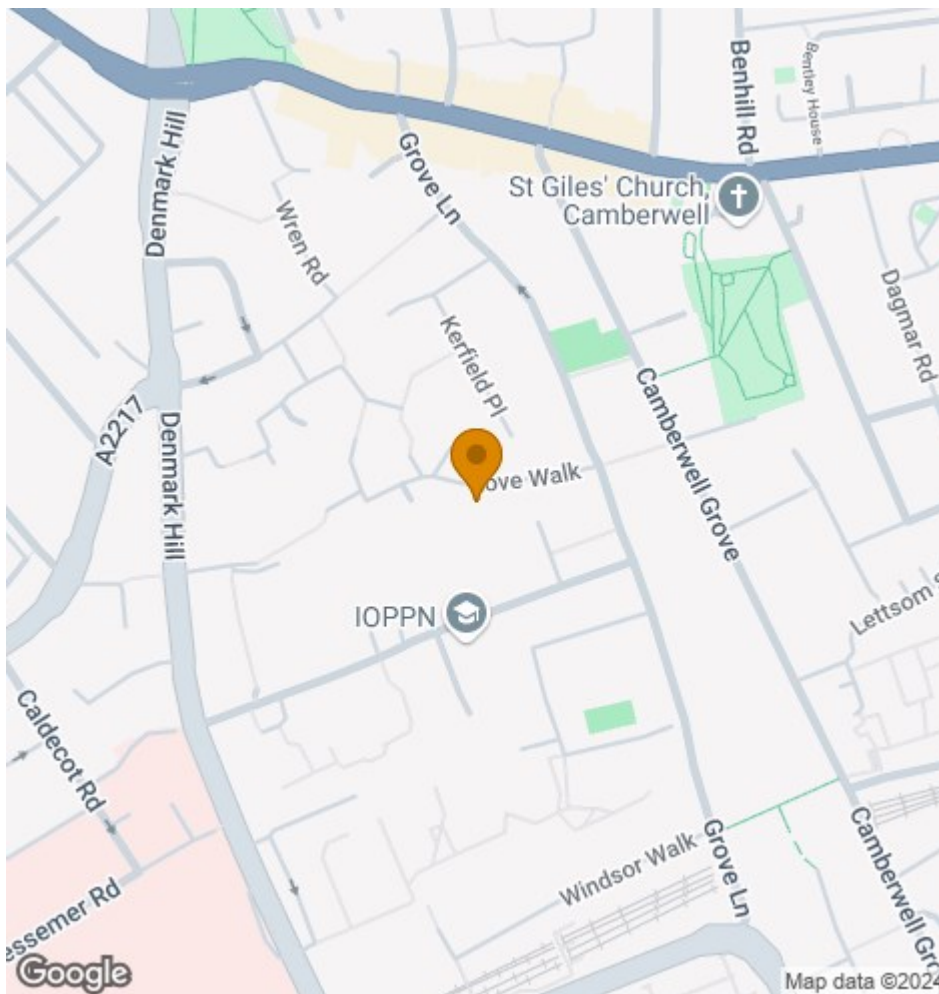 Benhill Rd
Bentley House
Denmark Hill
Grove Ln
St Giles' Church,
Camberwell
Wren Rd
Dagmar Rd
Kerfield Pl
A2217
Camberwell Grove
Denmark Hill
ove Walk
IOPPN
Lettsom S
Caldecot Rd
Windsor Walk
Grove Ln
Camberwell Gro
essemer Rd
Google
Map data ©2024